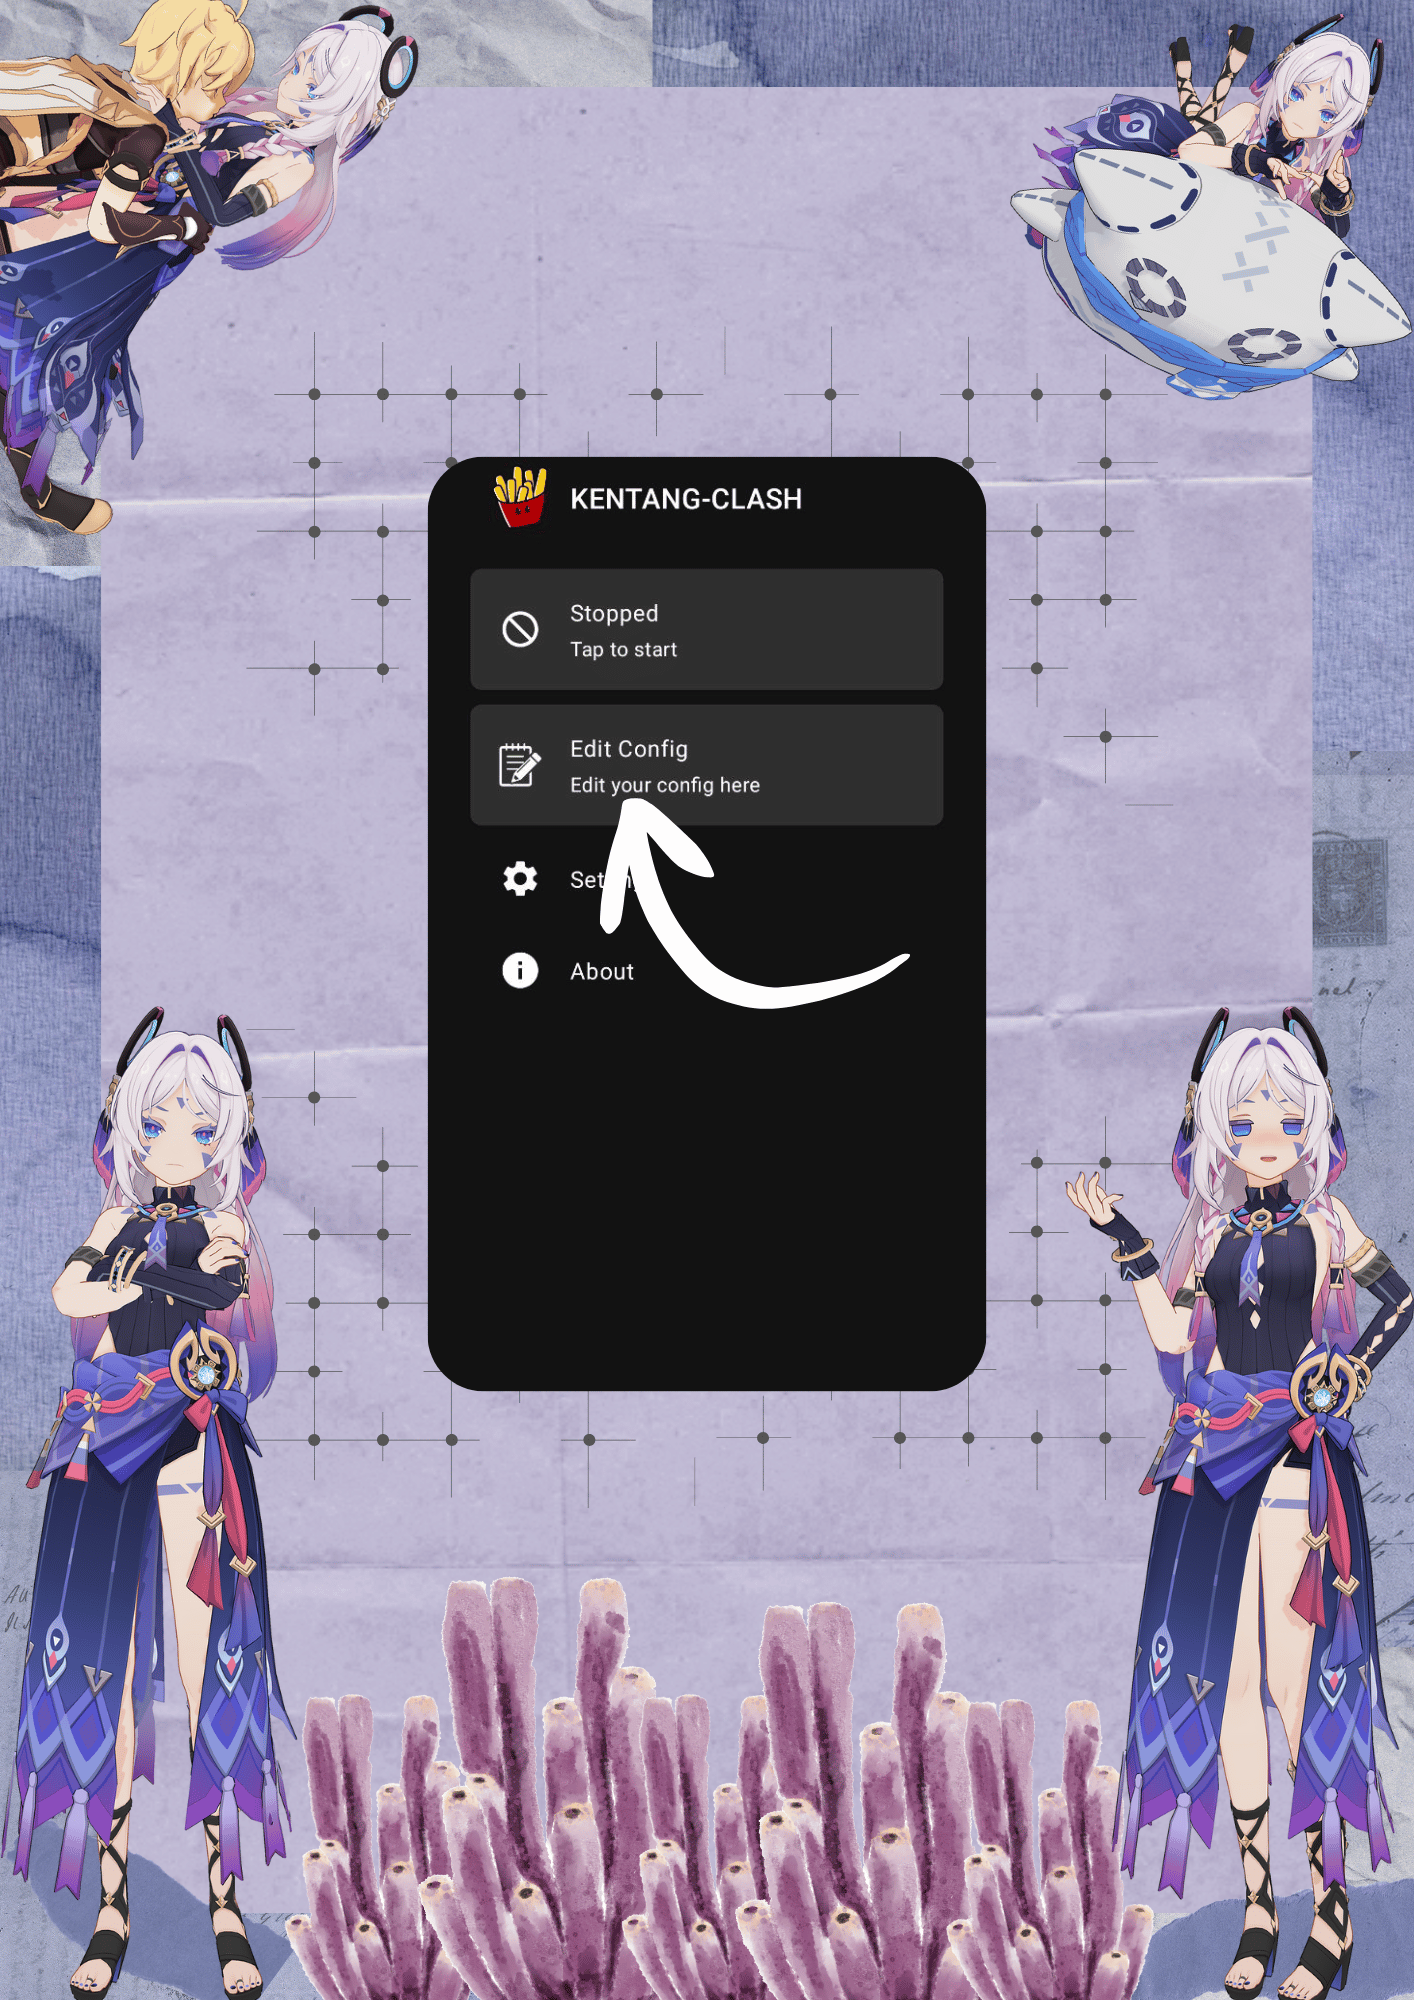 KENTANG-CLASH
Stopped
Tap to start
Edit Config
Edit your config here
About